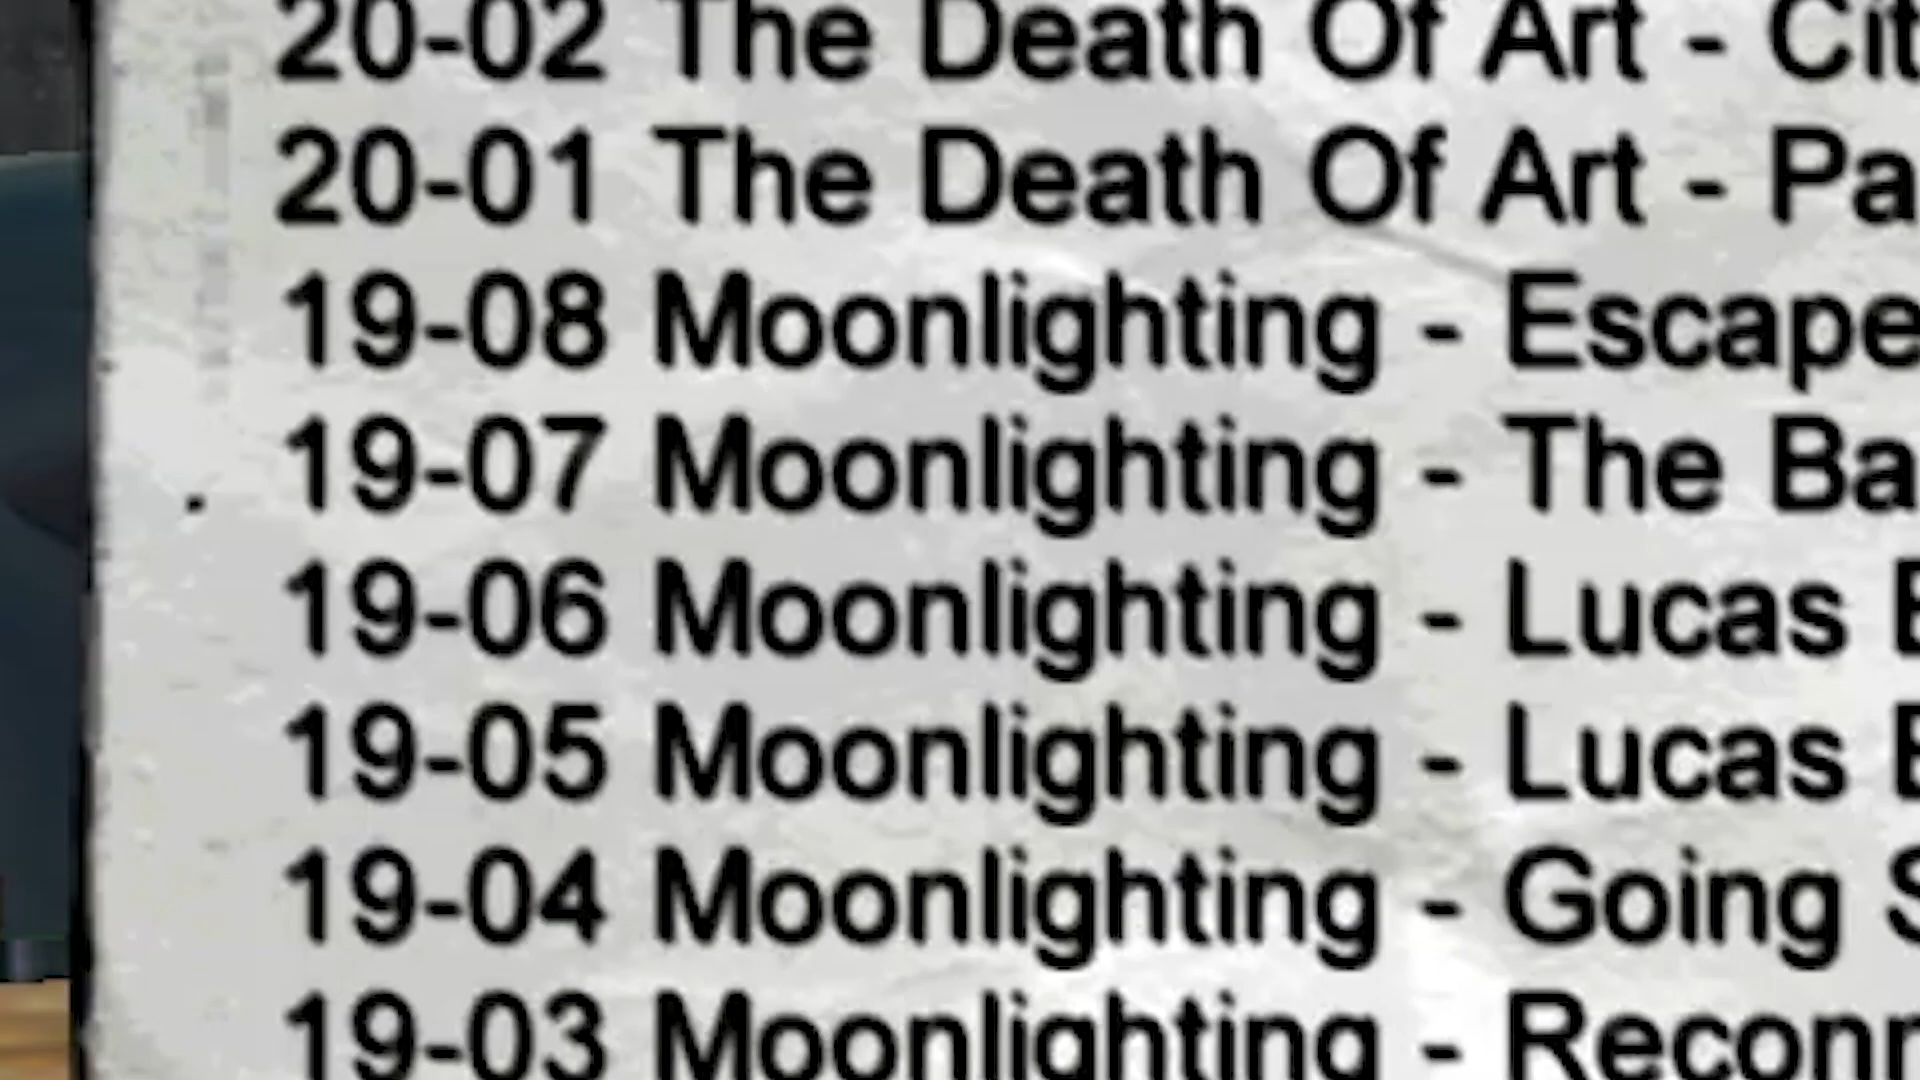 20-02 The Death Of Art - Cit
20-01 The Death Of Art - Pa
19-08 Moonlighting - Escape
19-07 Moonlighting - The Ba
19-06 Moonlighting - Lucas
19-05 Moonlighting - Lucas
19-04 Moonlighting - Going S
19-03 Moonlighting - Recon